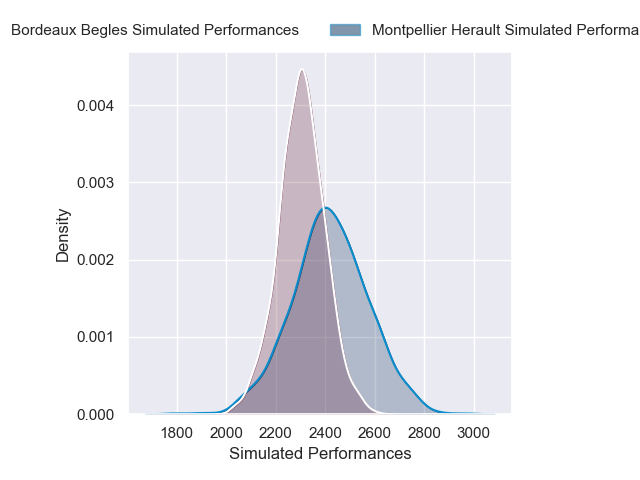 Bordeaux Begles Simulated Performances Montpellier Herault Simulated Performa
0.004
0.003
0.002
0.001
0.000
Density
1800 2000 2200 2400 2600 2800 3000
Simulated Performances